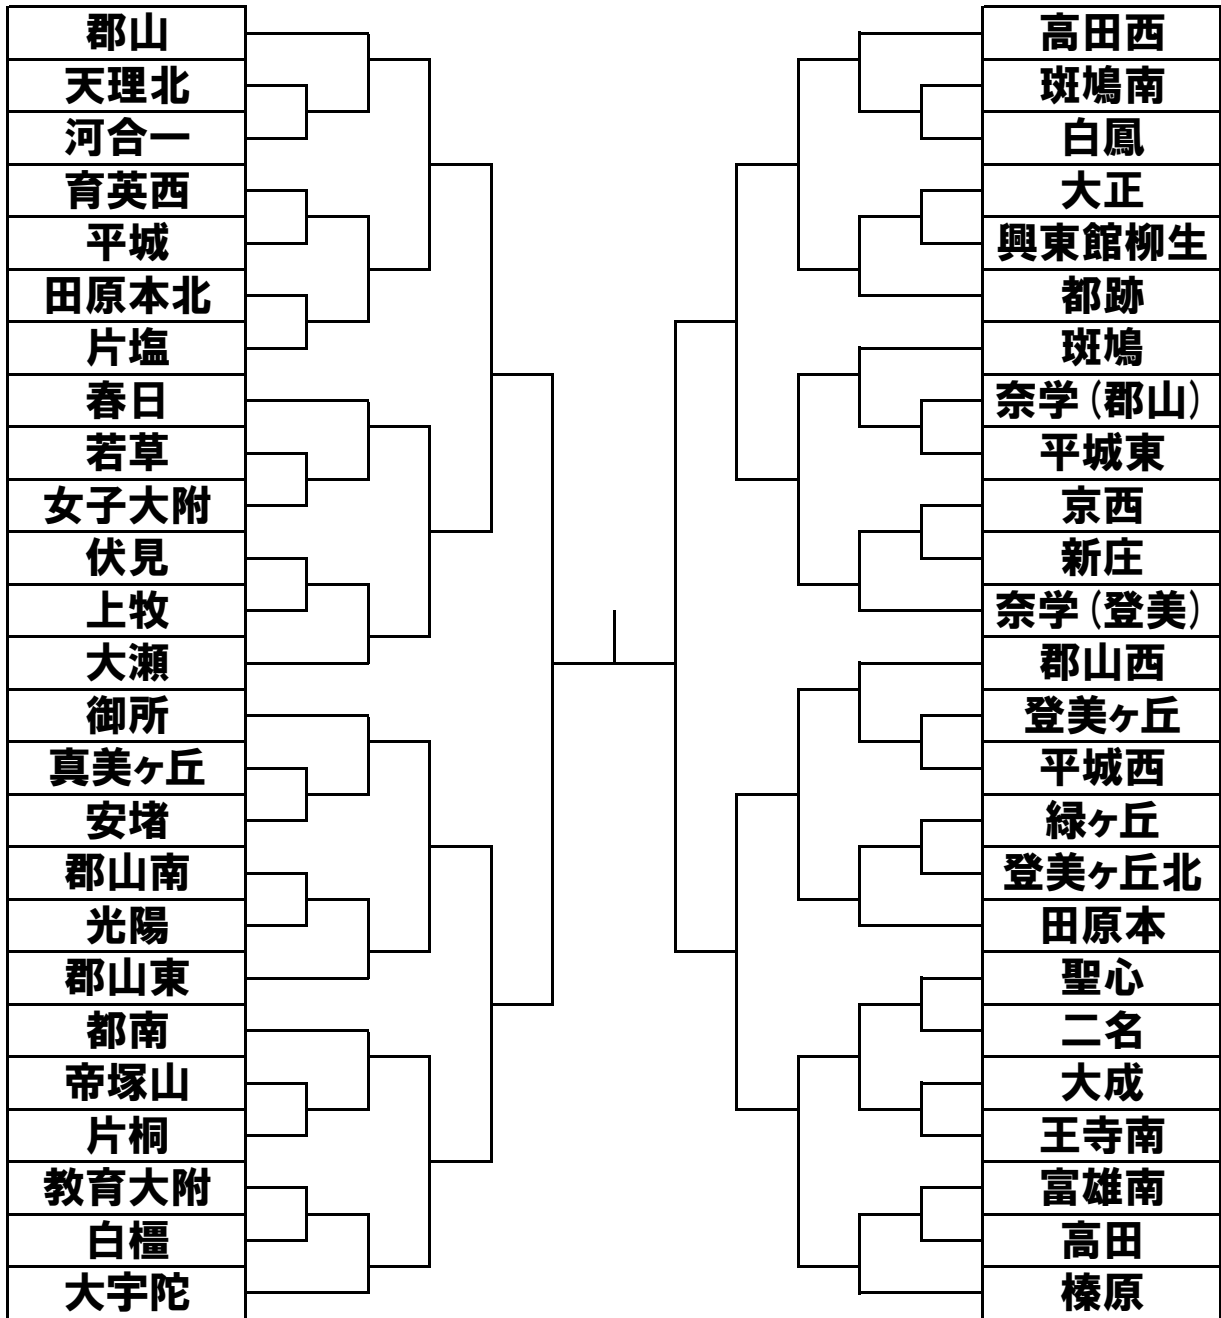 郡山
天理北
河合一
育英西
平城
田原本北
片塩
春日
若草
女子大附
伏見
上牧
大瀬
御所
真美ヶ丘
安堵
郡山南
光陽
郡山東
都南
帝塚山
片桐
教育大附
白橿
大宇陀
高田西
斑鳩南
白鳳
大正
興東館柳生
都跡
斑鳩
奈学(郡山)
平城東
京西
新庄
奈学(登美)
郡山西
登美ヶ丘
平城西
緑ヶ丘
登美ヶ丘北
田原本
聖心
二名
大成
王寺南
富雄南
高田
榛原